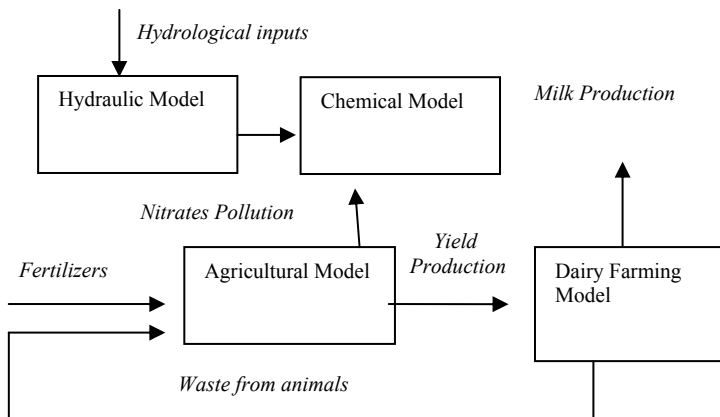 Hydrological inputs
Hydraulic Model
Chemical Model
Milk Production
Nitrates Pollution
Yield
Production
Fertilizers
Agricultural Model
Dairy Farming
Model
Waste from animals